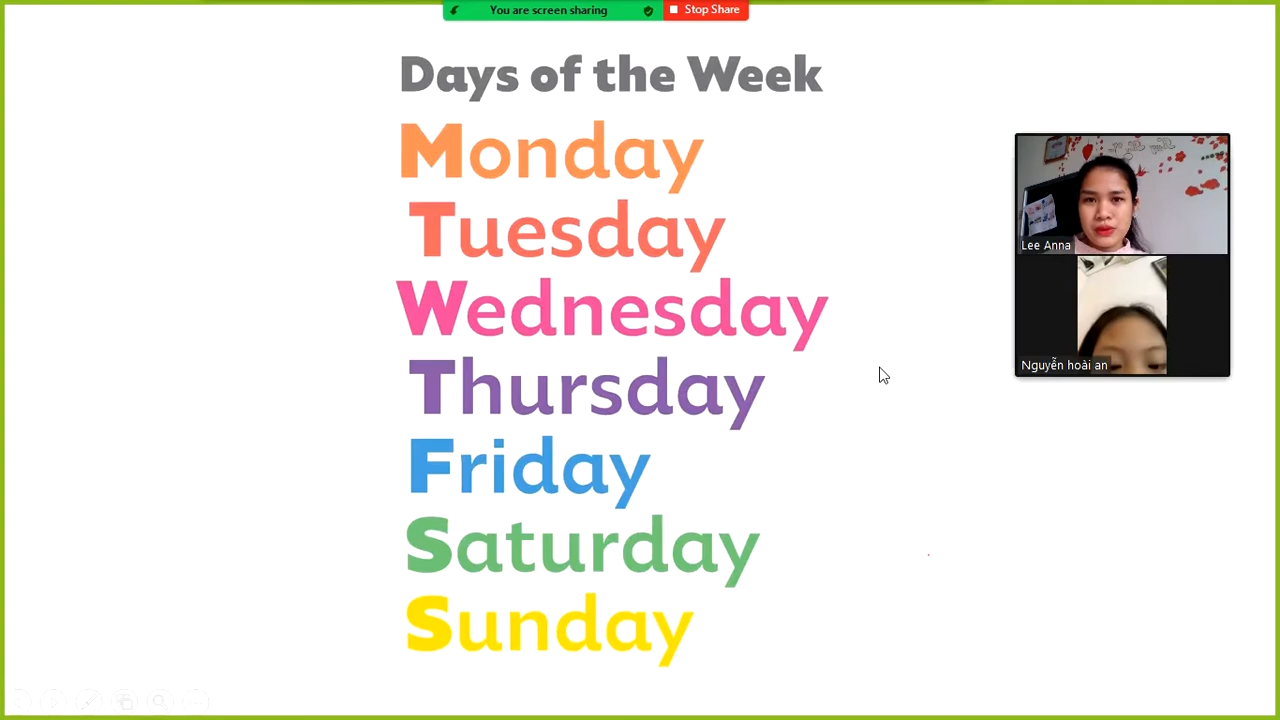 You are screen sharing
Stop Share
Days of the Week
Monday
Tuesday
Wednesday
Thursday
Friday
Saturday
Sunday
Lee Anna
Nguyễn hoài an